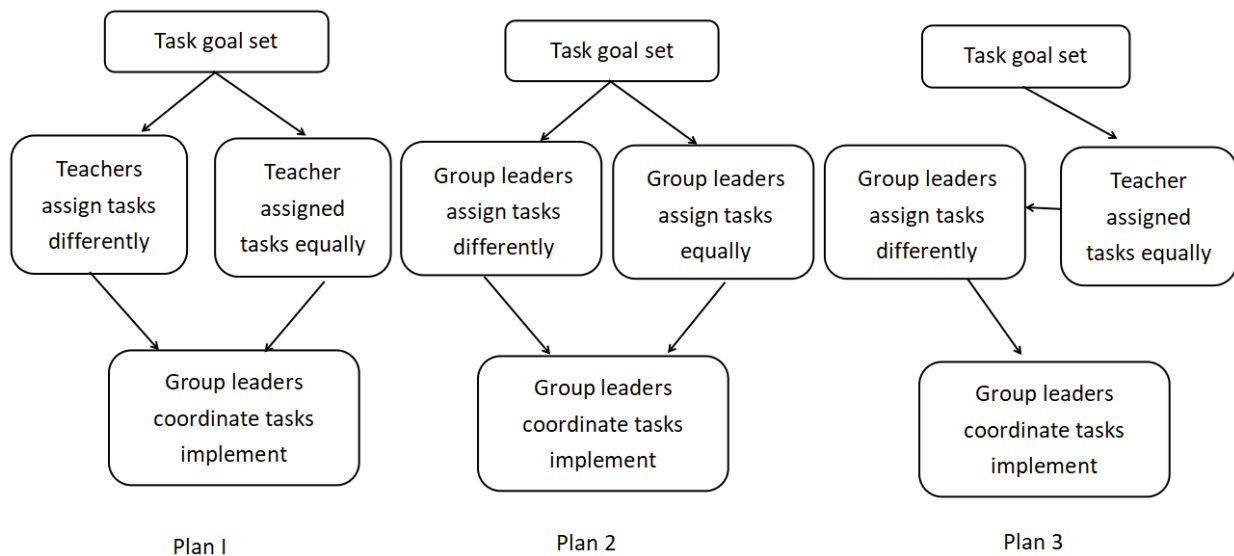 Task goal set
Teachers
assign tasks
differently
Teacher
assigned
tasks equally
Group leaders
coordinate tasks
implement
Plan I
Task goal set
Group leaders
assign tasks
differently
Group leaders
assign tasks
equally
Group leaders
coordinate tasks
implement
Plan 2
Task goal set
Group leaders
assign tasks
differently
Teacher
assigned
tasks equally
Group leaders
coordinate tasks
implement
Plan 3